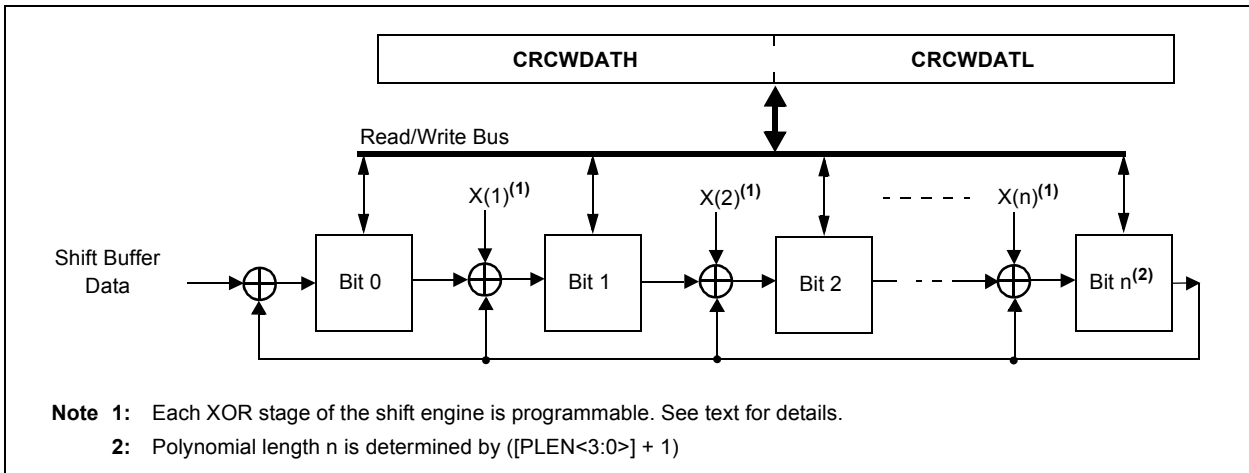 CRCWDATH CRCWDATL
Read/Write Bus
X(1)(1) X(2)(1) X(n)(1)
Shift Buffer
Data
Bit 0 Bit 1 Bit 2 Bit n(2)
Note 1: Each XOR stage of the shift engine is programmable. See text for details.
2: Polynomial length n is determined by ([PLEN<3:0>] + 1)